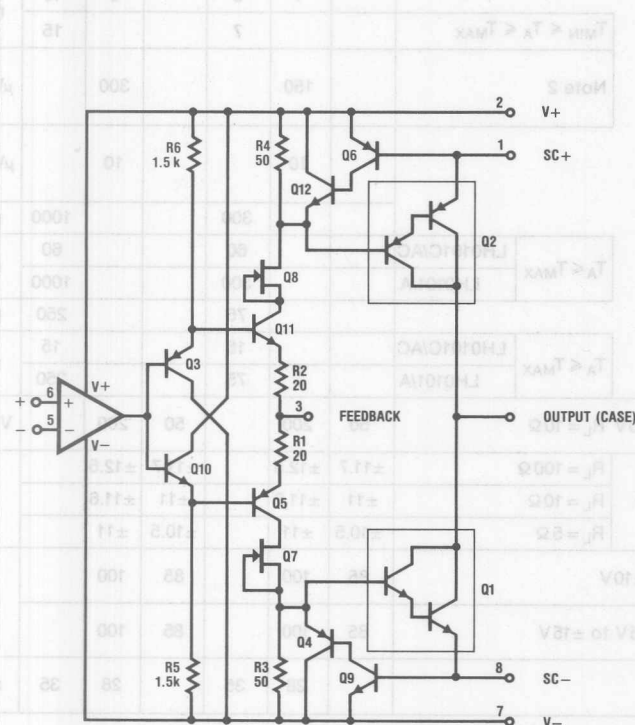 2 V+
R6
1.5 k
R4
50
Q6
1 SC+
Q12
Q2
Q8
Q11
Q3
R2
20
V+
6 +
5 −
V−
3 FEEDBACK
OUTPUT (CASE)
R1
20
Q10
Q5
Q7
Q1
Q4
R5
1.5k
R3
50
Q9
8 SC−
7 V−